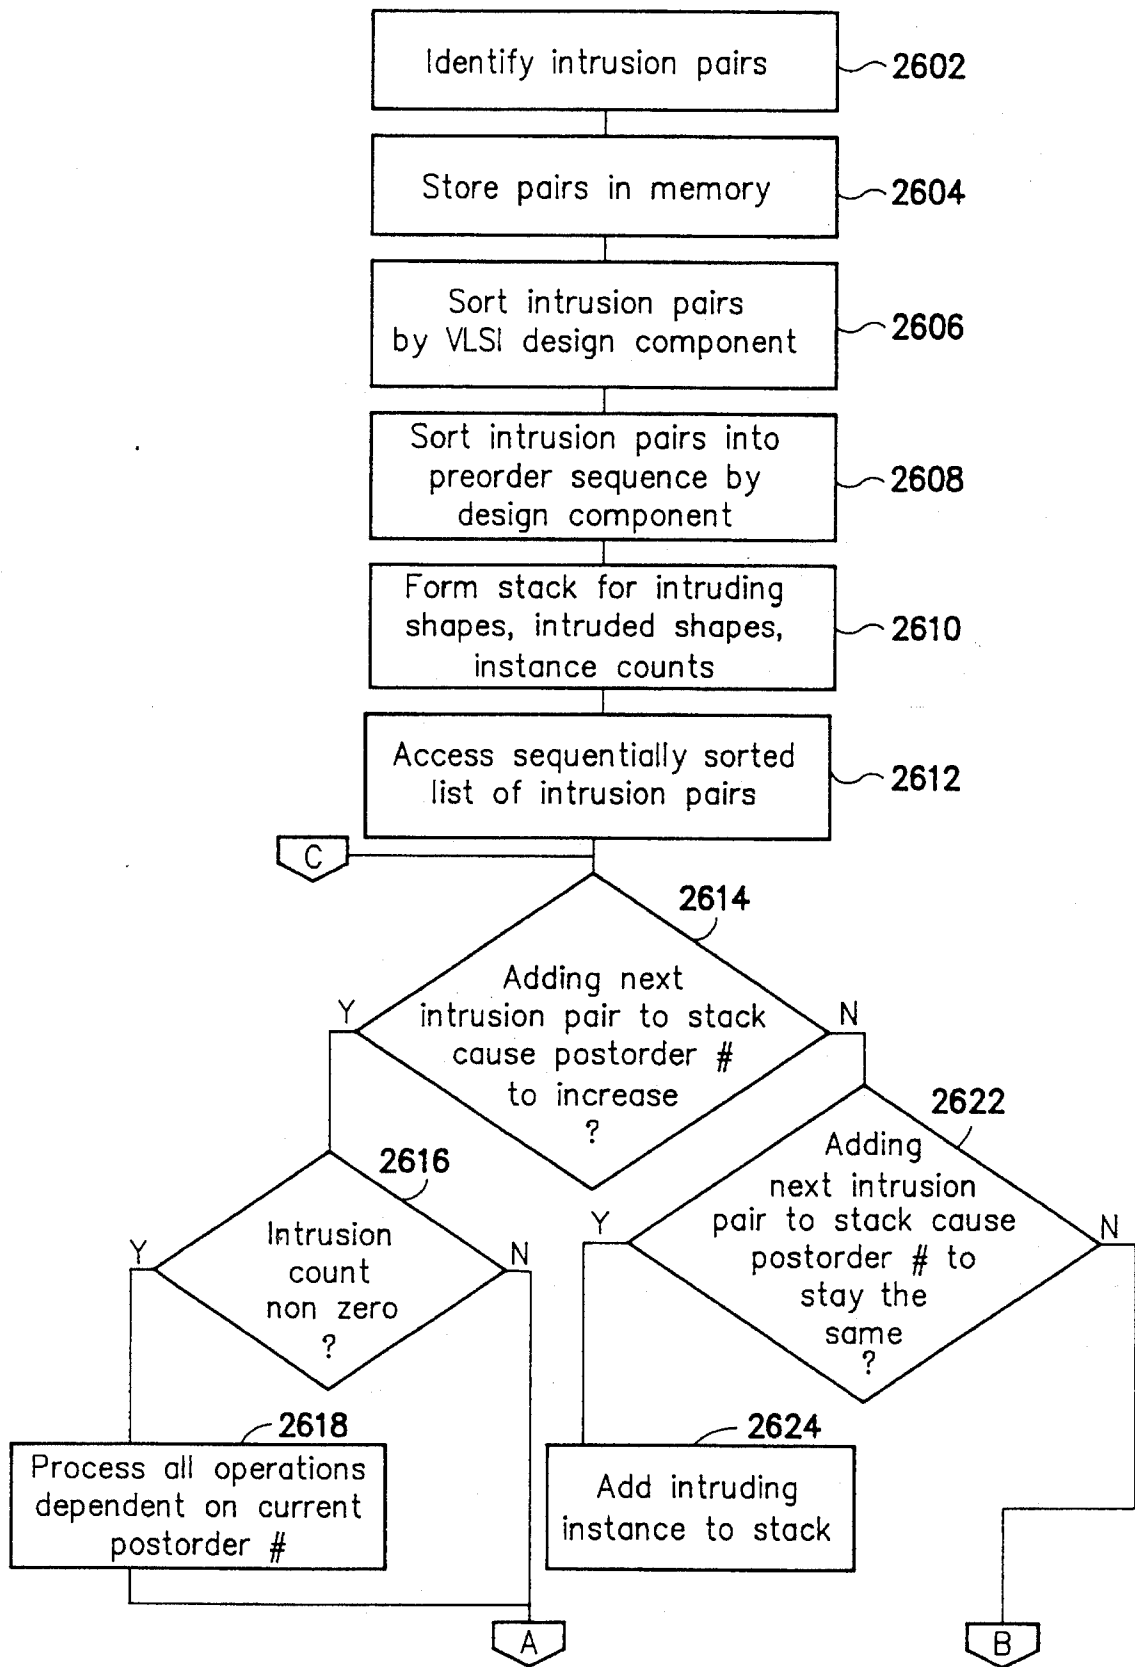 Identify intrusion pairs
2602
Store pairs in memory
2604
Sort intrusion pairs
by VLSI design component
2606
Sort intrusion pairs into
preorder sequence by
design component
2608
Form stack for intruding
shapes, intruded shapes,
instance counts
2610
Access sequentially sorted
list of intrusion pairs
2612
C
2614
Adding next
intrusion pair to stack
cause postorder #
to increase
?
Y
N
2616
Intrusion
count
non zero
?
Y
N
2622
Adding
next intrusion
pair to stack cause
postorder # to
stay the
same
?
Y
N
2618
Process all operations
dependent on current
postorder #
2624
Add intruding
instance to stack
A
B